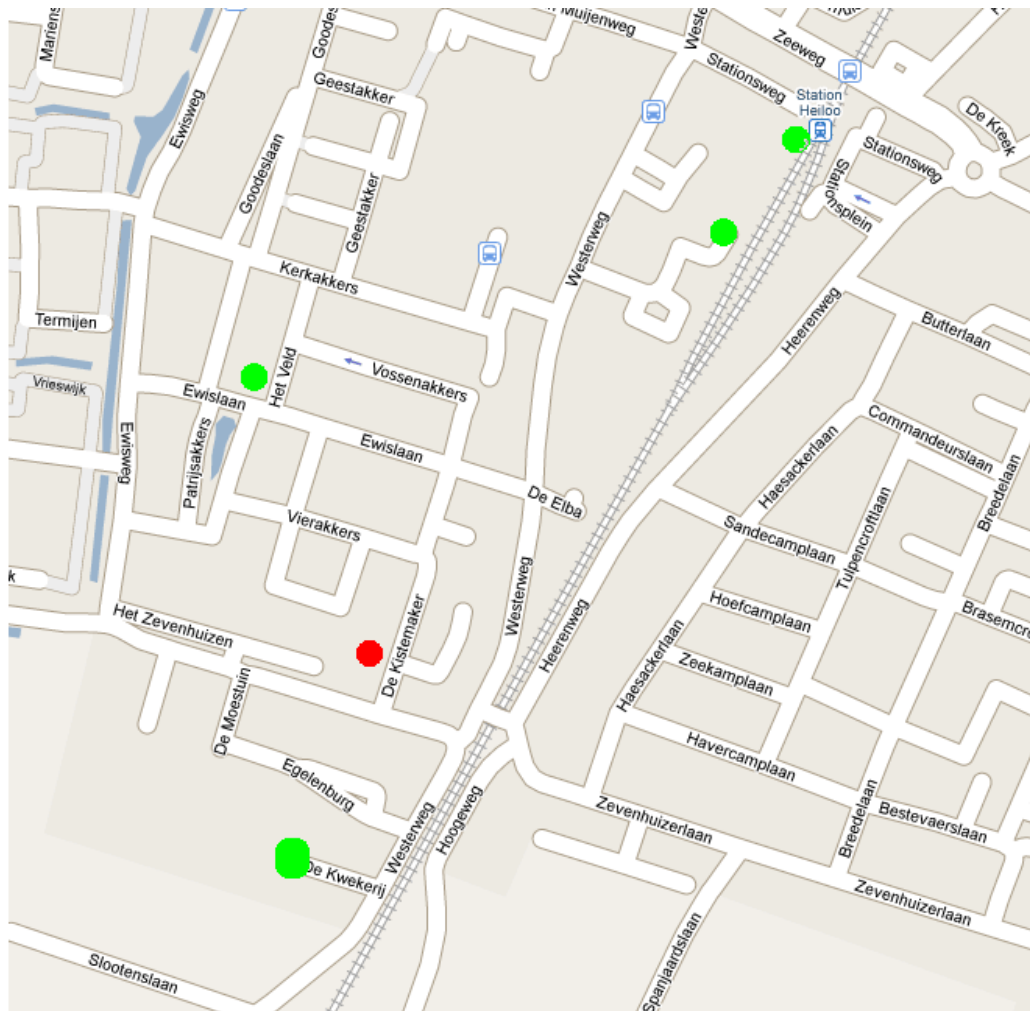 Muijenweg
Zeeweg
Stationsweg
Station
Heiloo
De Kreek
Stationsweg
Stationsplein
Ewisweg
Geestakker
Goodeslaan
Geestakker
Kerkakkers
Westerweg
Heerenweg
Butterlaan
Termijen
Vrieswijk
Het Veld
Vossenakkers
Ewislaan
Ewislaan
Ewisweg
Patrijsakkers
De Elba
Vierakkers
Commandeurslaan
Haesackerlaan
Breedelaan
Sandecamplaan
Tulpencroftlaan
Hoefcamplaan
Brasemcr
Het Zevenhuizen
De Kistemaker
Westerweg
Heerenweg
Haesackerlaan
Zeekamplaan
De Moestuin
Egelenburg
Havercamplaan
Zevenhuizerlaan
Breedelaan
Bestevaerslaan
Westerweg
Hoogeweg
De Kwekerij
Zevenhuizerlaan
Slootenslaan
Spanjaardslaan